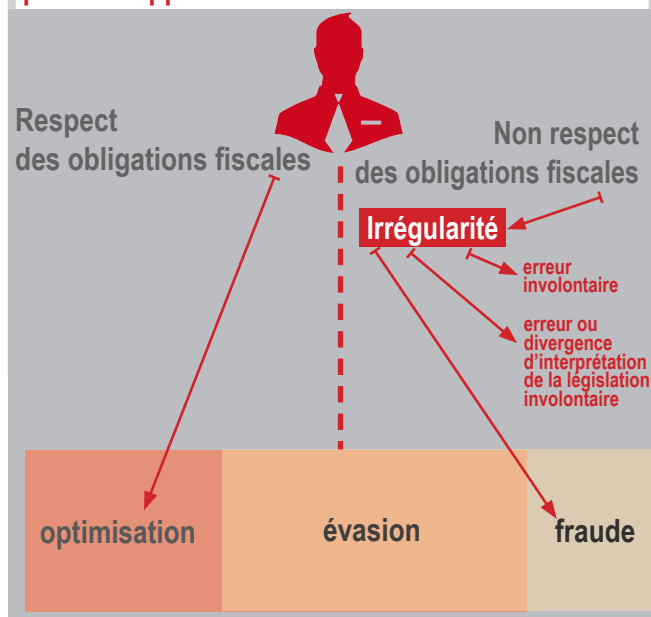 Respect
des obligations fiscales
Non respect
des obligations fiscales
Irrégularité
erreur
involontaire
erreur ou
divergence
d’interprétation
de la législation
involontaire
optimisation
évasion
fraude